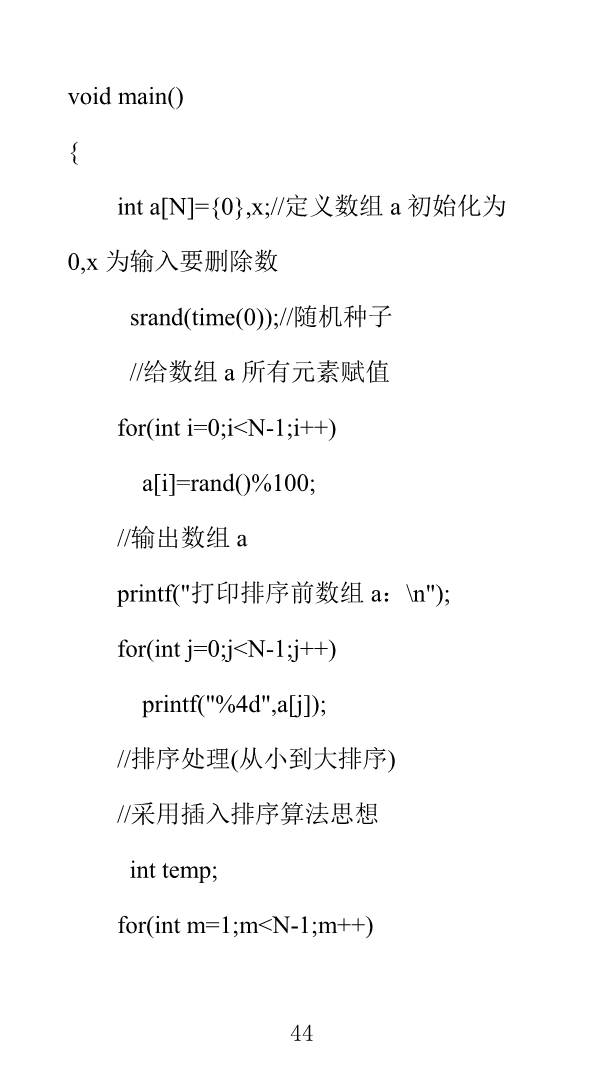 void main()
{
int a[N]={0},x;//定义数组 a 初始化为
0,x 为输入要删除数
srand(time(0));//随机种子
//给数组 a 所有元素赋值
for(int i=0;i<N-1;i++)
a[i]=rand()%100;
//输出数组 a
printf("打印排序前数组 a：\n");
for(int j=0;j<N-1;j++)
printf("%4d",a[j]);
//排序处理(从小到大排序)
//采用插入排序算法思想
int temp;
for(int m=1;m<N-1;m++)
44